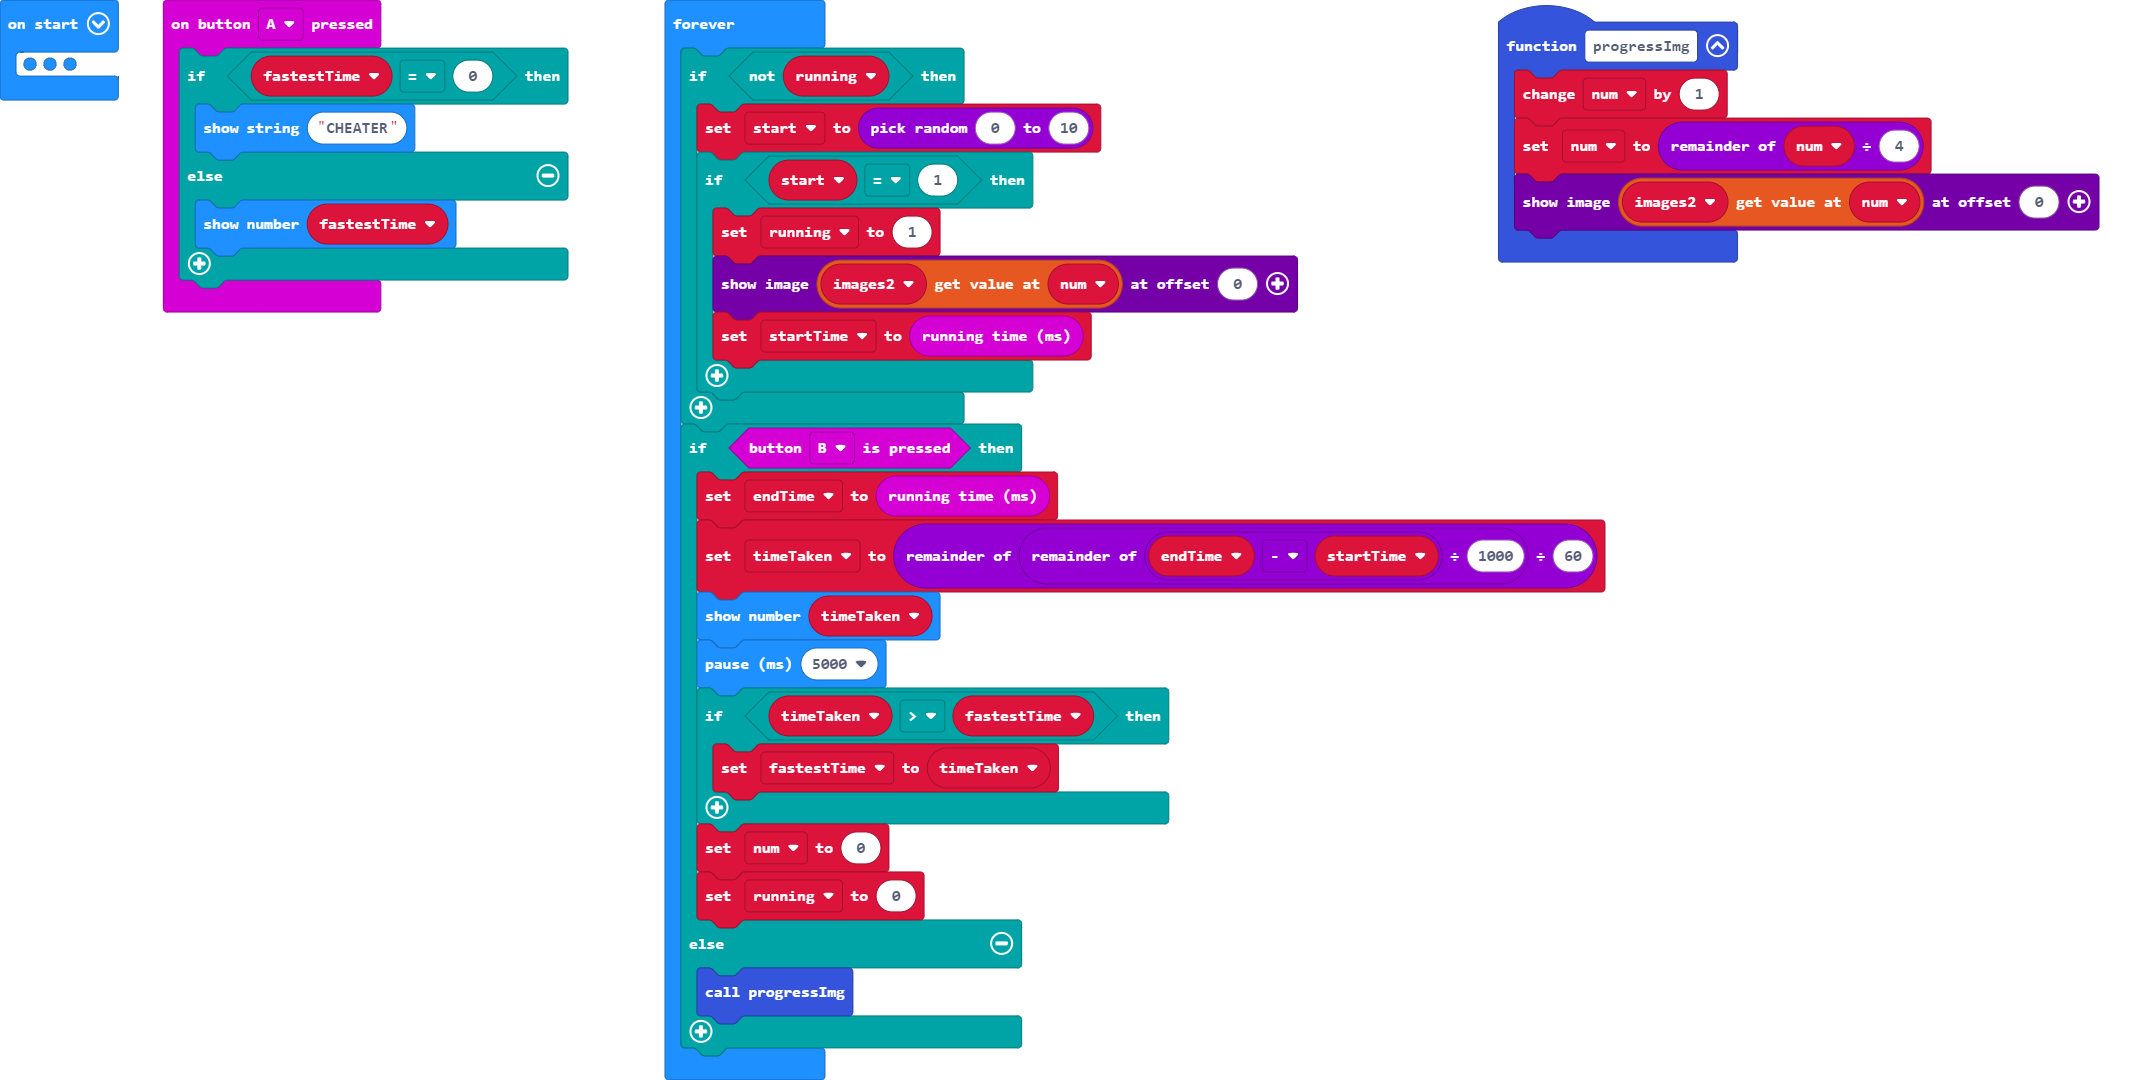 on start
on button A pressed
if fastestTime = 0 then
show string "CHEATER"
else
show number fastestTime
forever
if not running then
set start to pick random 0 to 10
if start = 1 then
set running to 1
show image images2 get value at num at offset 0
set startTime to running time (ms)
if button B is pressed then
set endTime to running time (ms)
set timeTaken to remainder of remainder of endTime - startTime ÷ 1000 ÷ 60
show number timeTaken
pause (ms) 5000
if timeTaken > fastestTime then
set fastestTime to timeTaken
set num to 0
set running to 0
else
call progressImg
function progressImg
change num by 1
set num to remainder of num ÷ 4
show image images2 get value at num at offset 0